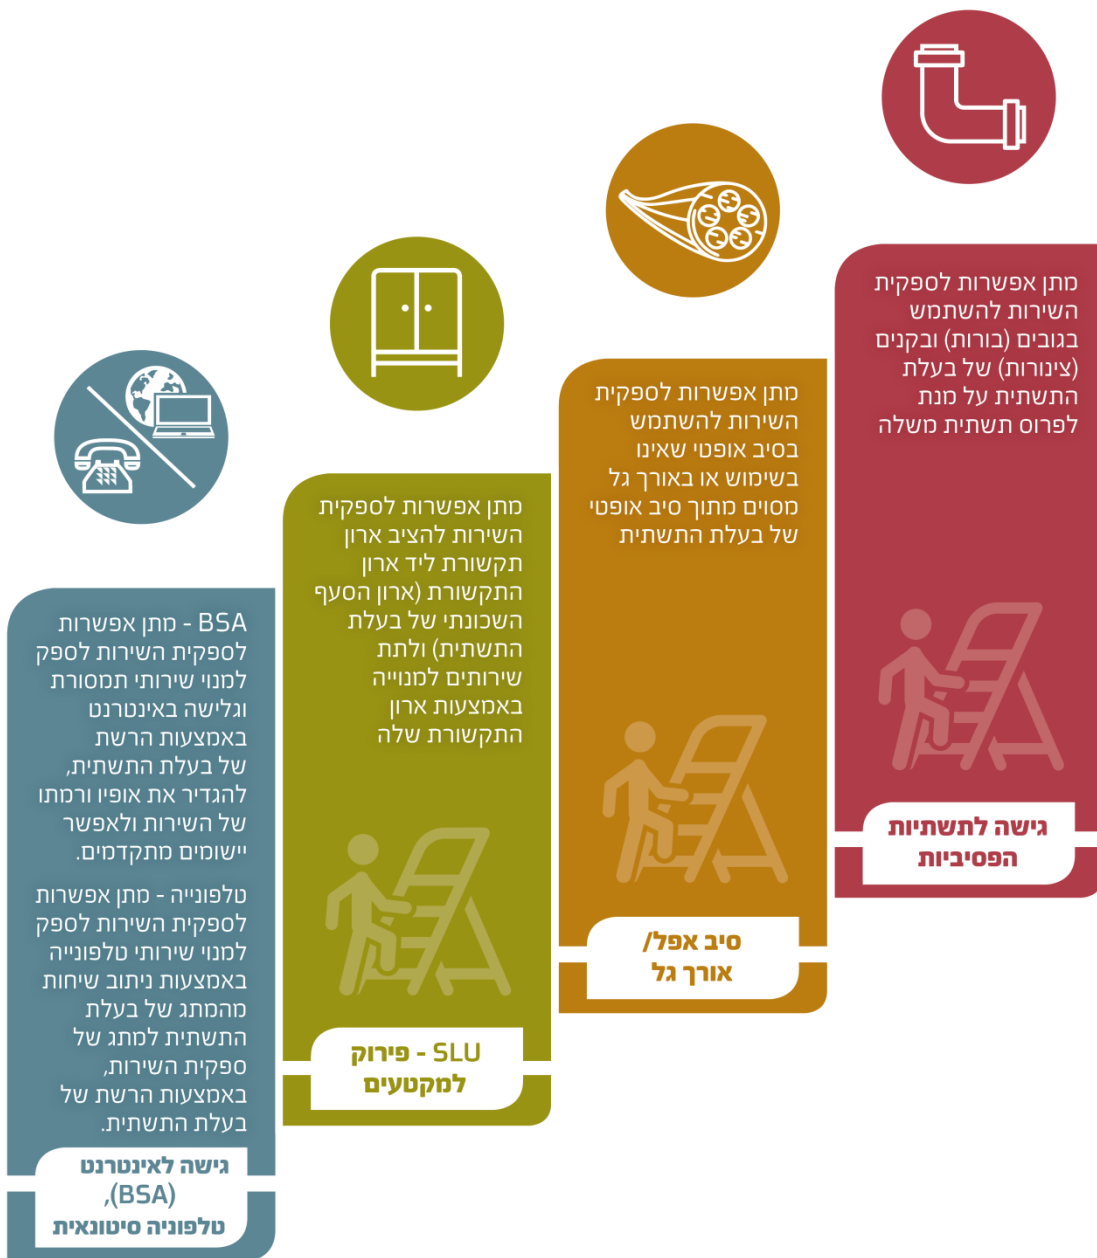 מתן אפשרות לספקית
השירות להשתמש
בגובים (בורות) ובקנים
(צינורות) של בעלת
התשתית על מנת
לפרוס תשתית משלה
גישה לתשתיות
הפסיביות
מתן אפשרות לספקית
השירות להשתמש
בסיב אופטי שאינו
בשימוש או באורך גל
מסוים מתוך סיב אופטי
של בעלת התשתית
סיב אפל/
אורך גל
מתן אפשרות לספקית
השירות להציב ארון
תקשורת ליד ארון
התקשורת (ארון הסעף
השכונתי של בעלת
התשתית) ולתת
שירותים למנוייה
באמצעות ארון
התקשורת שלה
SLU - פירוק
למקטעים
BSA - מתן אפשרות
לספקית השירות לספק
למנוי שירותי תמסורת
וגלישה באינטרנט
באמצעות הרשת
של בעלת התשתית,
להגדיר את אופיו ורמתו
של השירות ולאפשר
יישומים מתקדמים.
טלפונייה - מתן אפשרות
לספקית השירות לספק
למנוי שירותי טלפונייה
באמצעות ניתוב שיחות
מהמתג של בעלת
התשתית למתג של
ספקית השירות,
באמצעות הרשת של
בעלת התשתית.
גישה לאינטרנט
(BSA),
טלפוניה סיטונאית